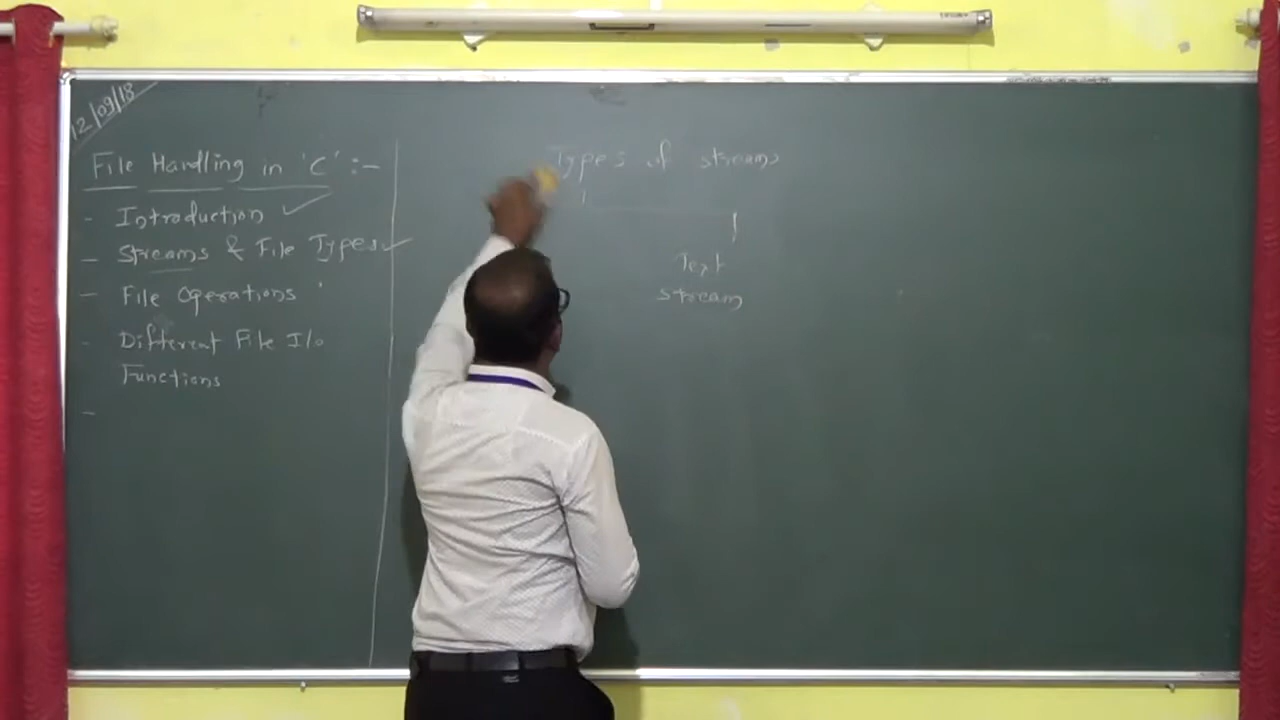 12/09/18
File Handling in 'C' :-
- Introduction ✓
- Streams & File Types ✓
- File Operations
- Different File I/o
Functions
-
Types of streams
Text
stream